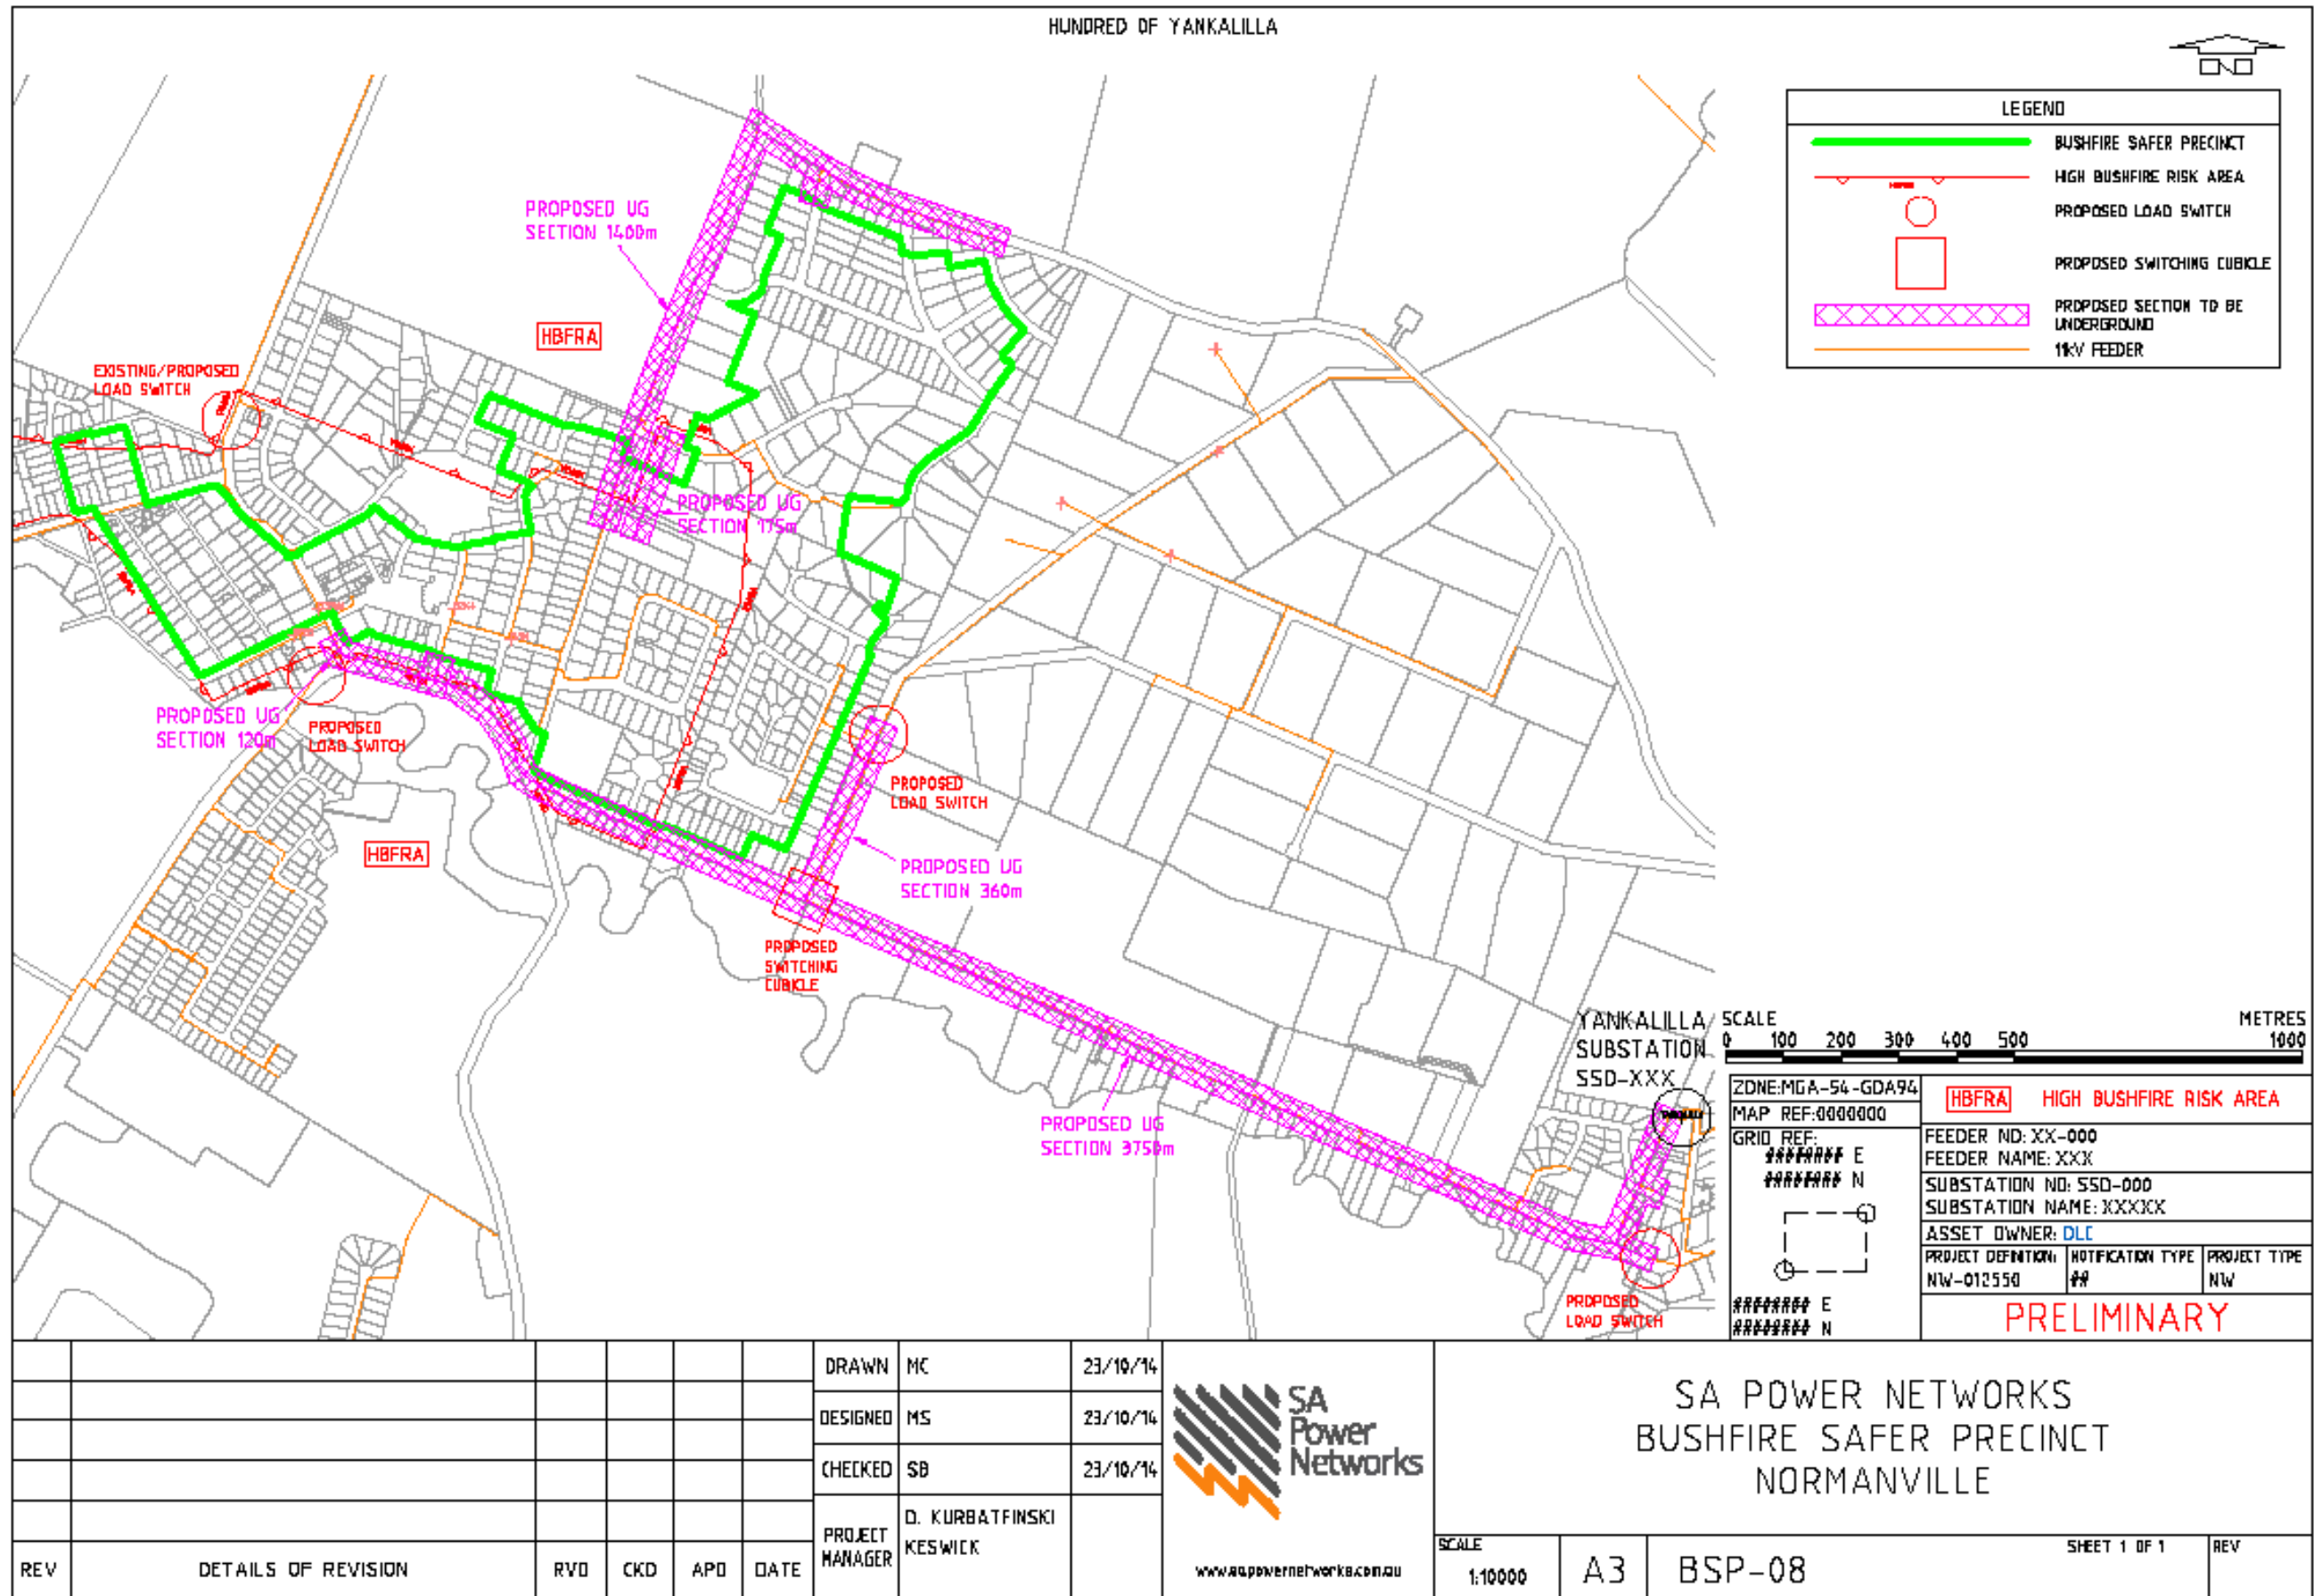 HUNDRED OF YANKALILLA
LEGEND
BUSHFIRE SAFER PRECINCT
HIGH BUSHFIRE RISK AREA
PROPOSED LOAD SWITCH
PROPOSED SWITCHING CUBICLE
PROPOSED SECTION TO BE
UNDERGROUND
11kV FEEDER
PROPOSED UG
SECTION 1400m
HBFRA
EXISTING/PROPOSED
LOAD SWITCH
PROPOSED UG
SECTION 175m
PROPOSED UG
SECTION 120m
PROPOSED
LOAD SWITCH
PROPOSED
LOAD SWITCH
HBFRA
PROPOSED UG
SECTION 360m
PROPOSED
SWITCHING
CUBICLE
PROPOSED UG
SECTION 3750m
YANKALILLA
SUBSTATION
SSD-XXX
PROPOSED
LOAD SWITCH
SCALE METRES
0 100 200 300 400 500 1000
ZONE:MGA-54-GDA94
MAP REF:0000000
GRID REF:
######## E
######## N
######## E
######## N
HBFRA HIGH BUSHFIRE RISK AREA
FEEDER NO: XX-000
FEEDER NAME: XXX
SUBSTATION NO: SSD-000
SUBSTATION NAME: XXXXX
ASSET OWNER: DLC
PROJECT DEFINITION: NOTIFICATION TYPE PROJECT TYPE
NW-012550 ## NW
PRELIMINARY
DRAWN MC 23/10/14
DESIGNED MS 23/10/14
CHECKED SB 23/10/14
PROJECT MANAGER D. KURBATFINSKI
KESWICK
REV DETAILS OF REVISION RVD CKD APD DATE
SA
Power
Networks
www.sapowernetworks.com.au
SA POWER NETWORKS
BUSHFIRE SAFER PRECINCT
NORMANVILLE
SCALE
1:10000 A3 BSP-08 SHEET 1 OF 1 REV